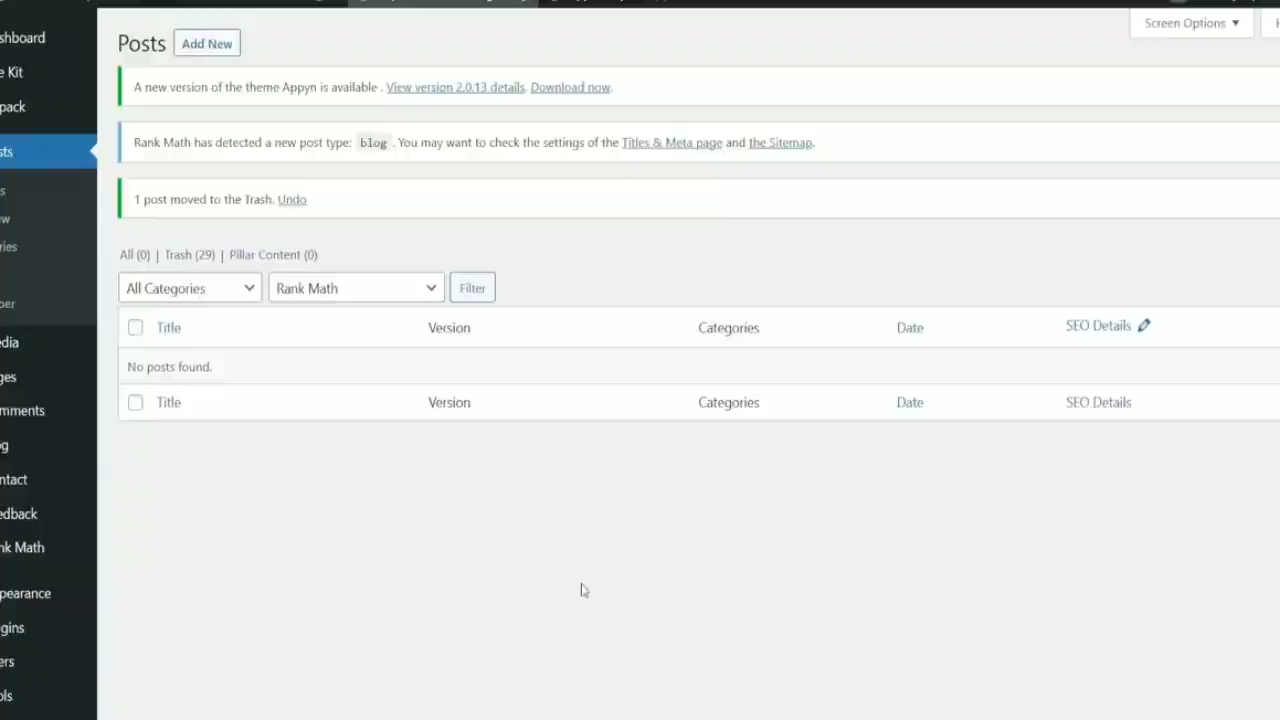 Screen Options
Posts
Add New
A new version of the theme Appyn is available . View version 2.0.13 details. Download now.
Rank Math has detected a new post type: blog . You may want to check the settings of the Titles & Meta page and the Sitemap.
1 post moved to the Trash. Undo
All (0) | Trash (29) | Pillar Content (0)
All Categories Rank Math Filter
Title Version Categories Date SEO Details
No posts found.
Title Version Categories Date SEO Details
shboard
e Kit
pack
sts
s
ew
ries
per
dia
ges
mments
og
ntact
edback
nk Math
pearance
gins
ers
ols